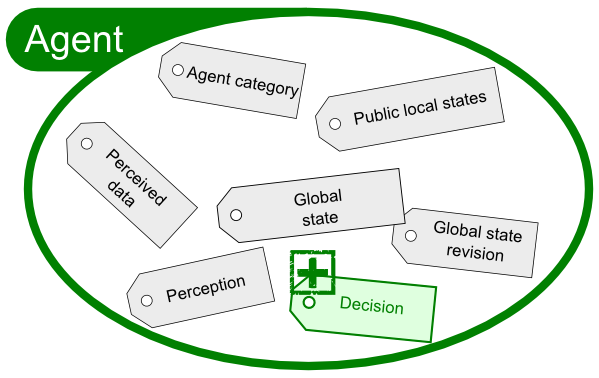 Agent
Agent category
Public local states
Perceived
data
Global
state
Global state
revision
Perception
Decision